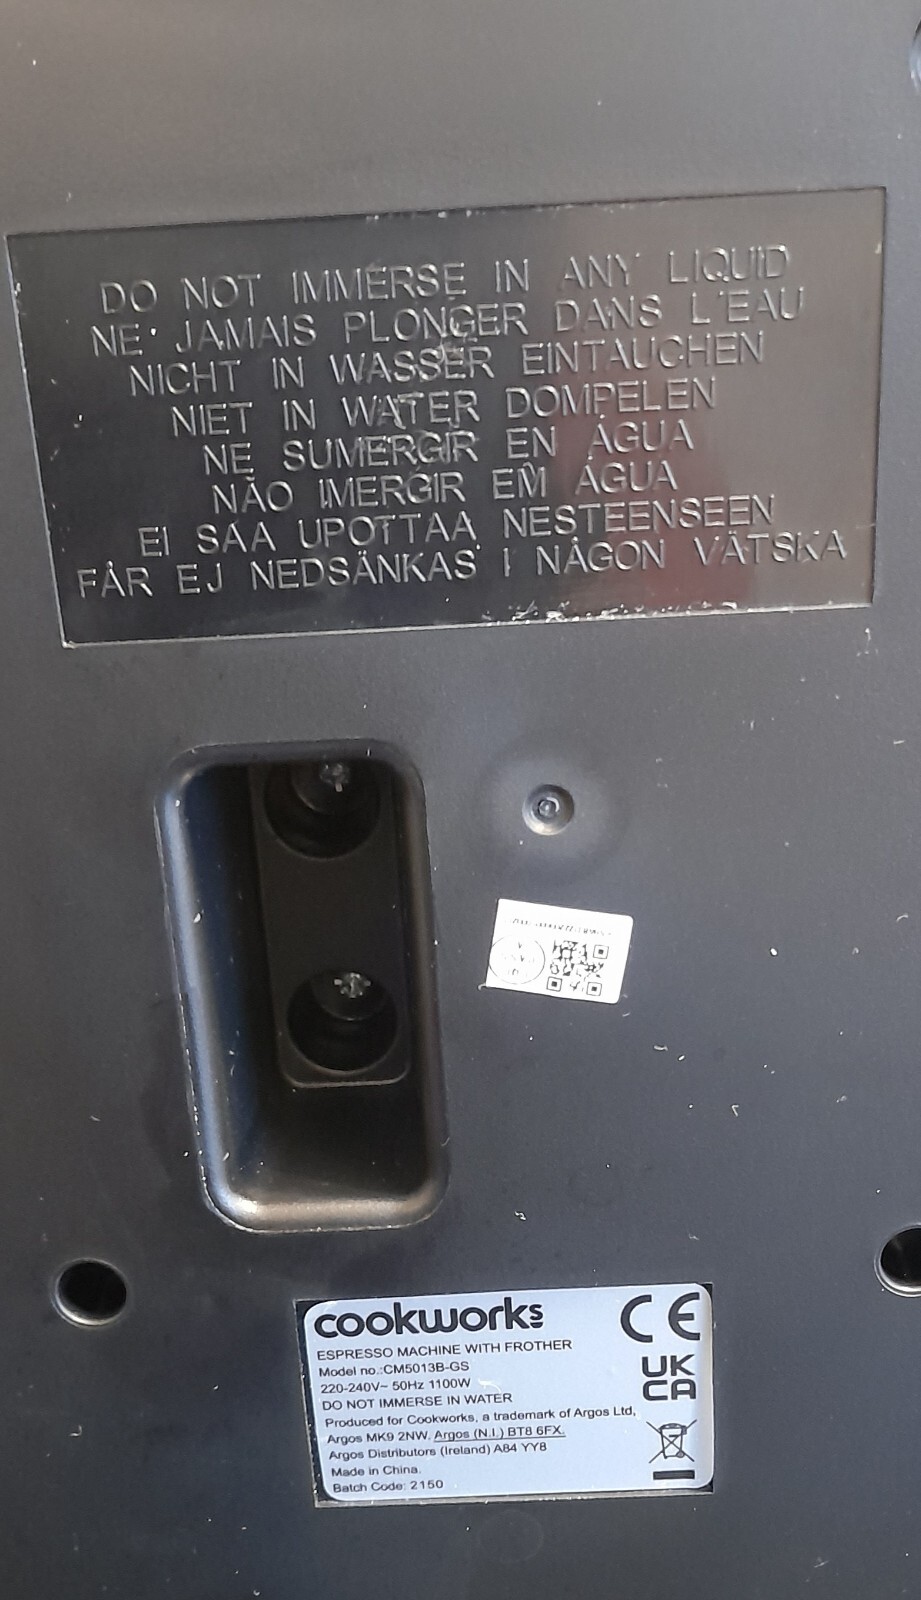 DO NOT IMMERSE IN ANY LIQUID
NE JAMAIS PLONGER DANS L'EAU
NICHT IN WASSER EINTAUCHEN
NIET IN WATER DOMPELEN
NE SUMERGIR EN ÁGUA
NÃO IMERGIR EM ÁGUA
EI SAA UPOTTAA NESTEENSEEN
FÅR EJ NEDSÄNKAS I NÅGON VÄTSKA
cookworks
CE
ESPRESSO MACHINE WITH FROTHER
Model no.:CM5013B-GS
220-240V~ 50Hz 1100W
UK
CA
DO NOT IMMERSE IN WATER
Produced for Cookworks, a trademark of Argos Ltd,
Argos MK9 2NW. Argos (N.I.) BT8 6FX.
Argos Distributors (Ireland) A84 YY8
Made in China.
Batch Code: 2150